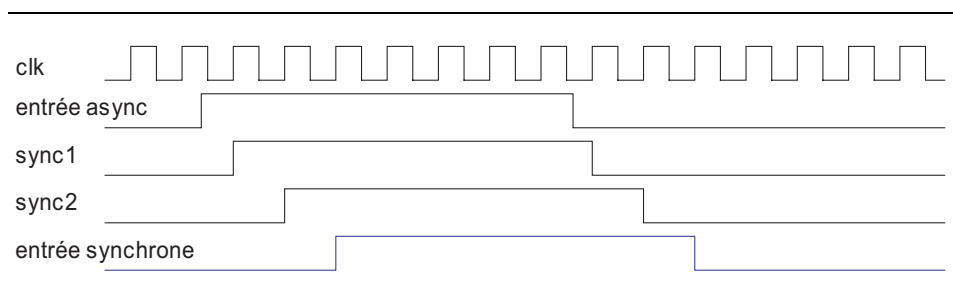 clk
entrée async
sync1
sync2
entrée synchrone